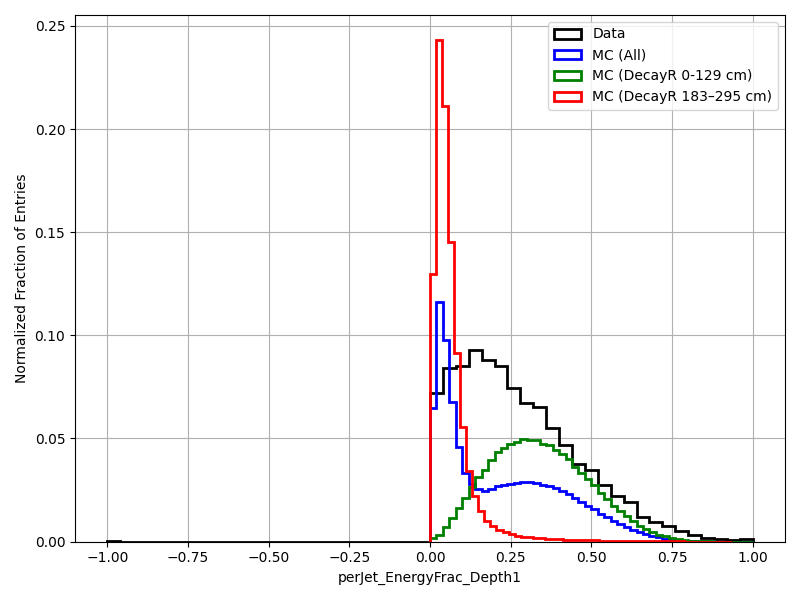 0.25
0.20
0.15
0.10
0.05
0.00
Normalized Fraction of Entries
Data
MC (All)
MC (DecayR 0-129 cm)
MC (DecayR 183–295 cm)
−1.00 −0.75 −0.50 −0.25 0.00 0.25 0.50 0.75 1.00
perJet_EnergyFrac_Depth1